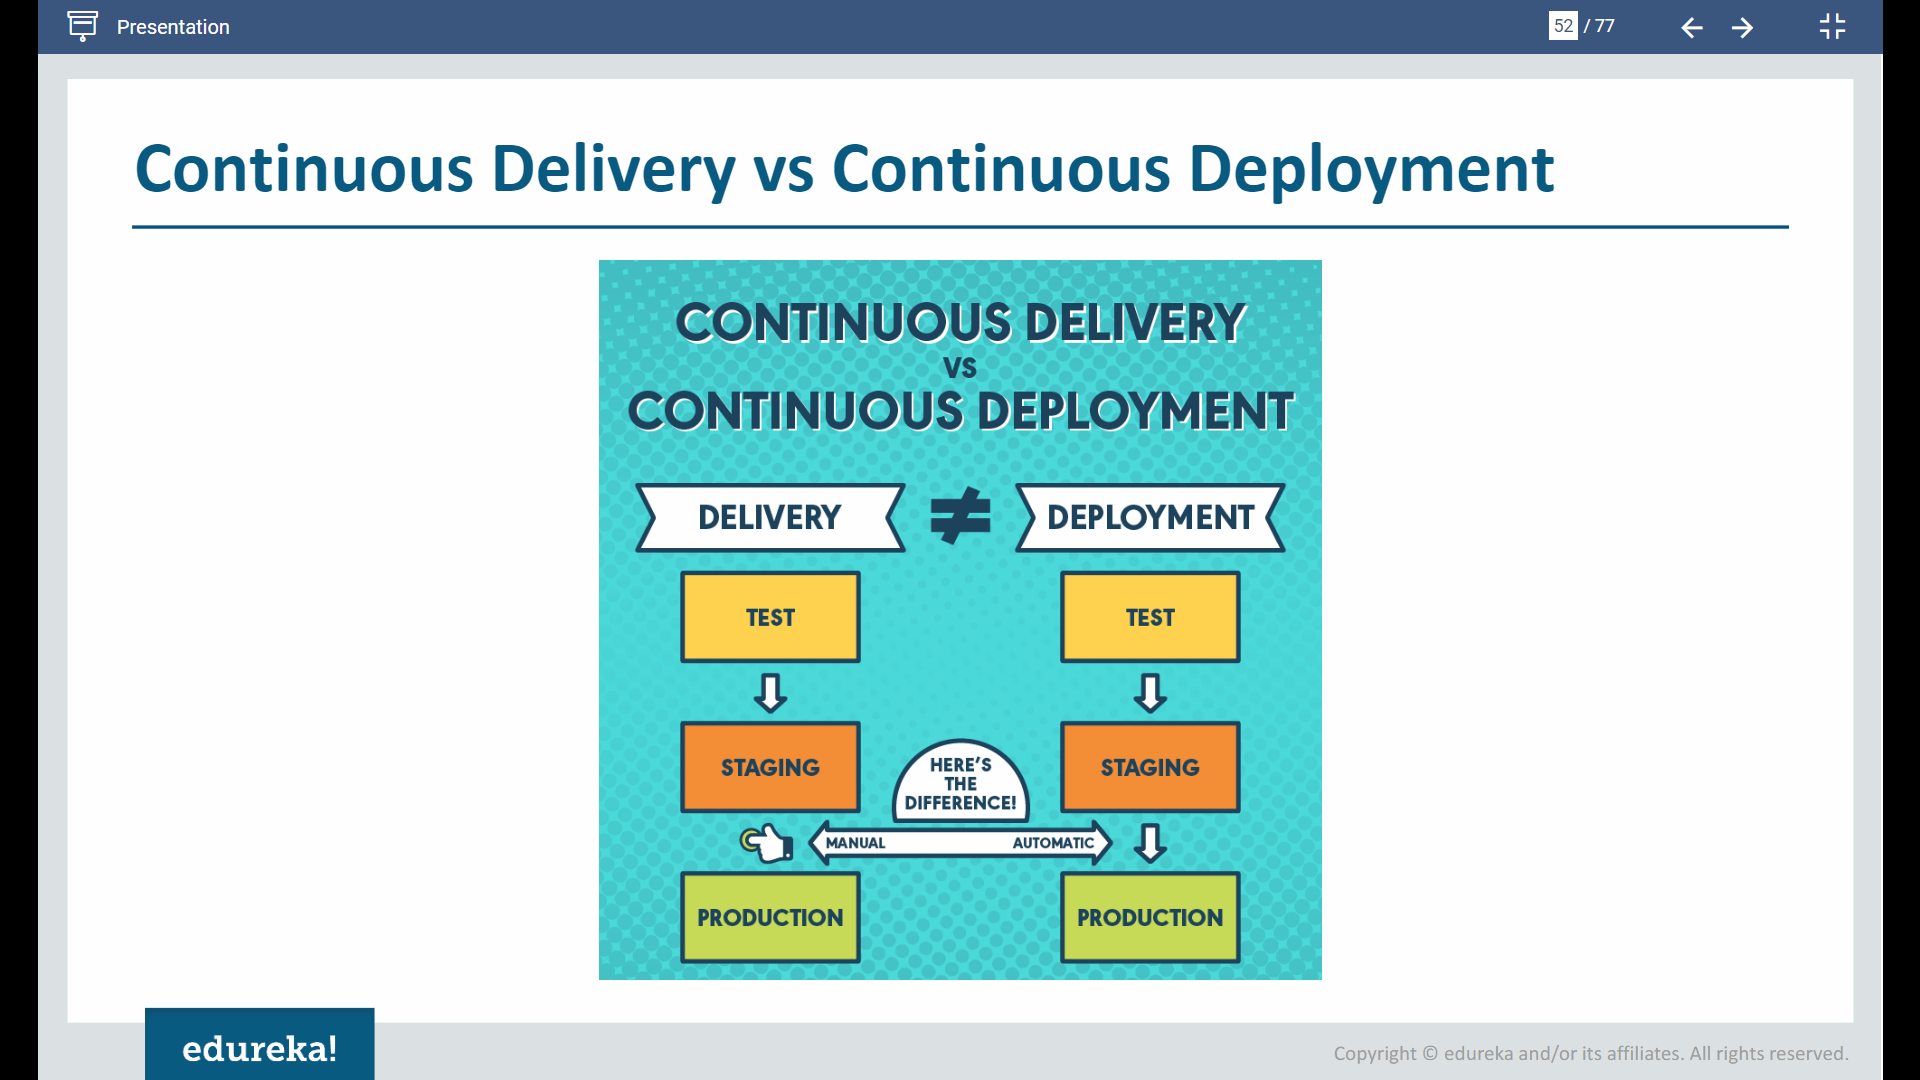 Presentation
52 / 77
Continuous Delivery vs Continuous Deployment
CONTINUOUS DELIVERY
VS
CONTINUOUS DEPLOYMENT
DELIVERY ≠ DEPLOYMENT
TEST TEST
STAGING STAGING
HERE'S
THE
DIFFERENCE!
MANUAL AUTOMATIC
PRODUCTION PRODUCTION
edureka!
Copyright © edureka and/or its affiliates. All rights reserved.